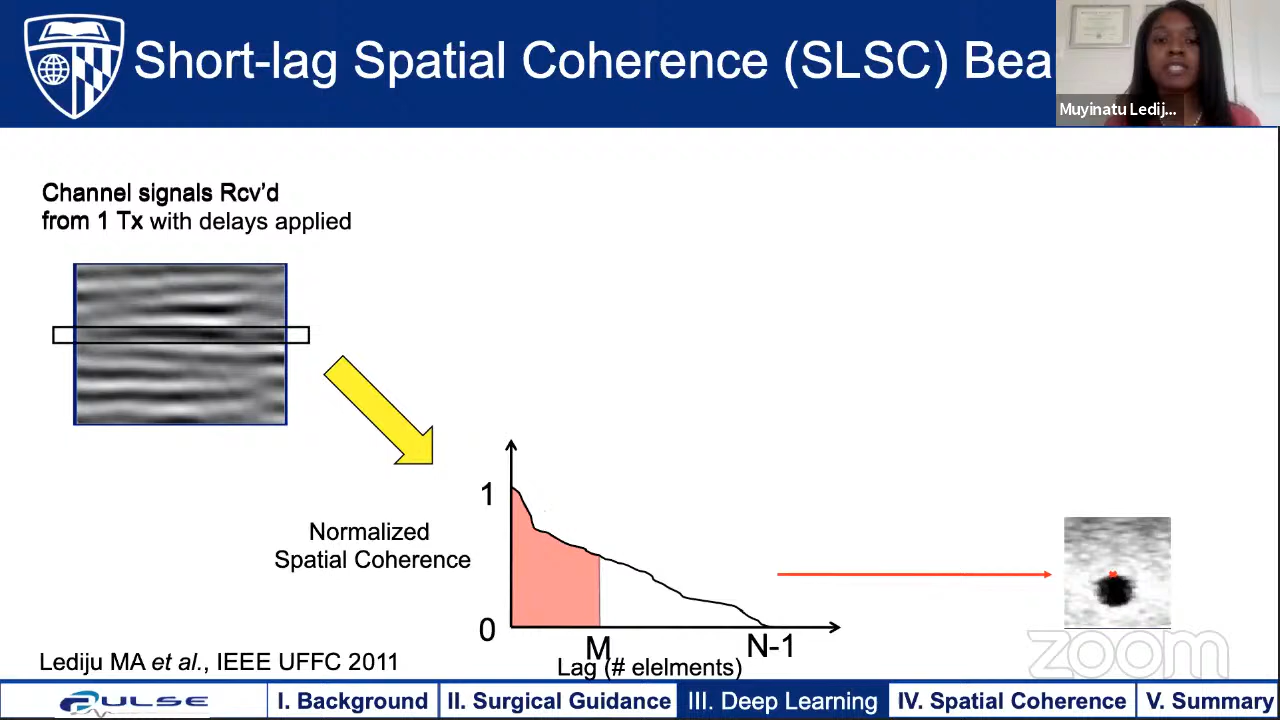 Short-lag Spatial Coherence (SLSC) Bea
Muyinatu Ledij...
Channel signals Rcv'd
from 1 Tx with delays applied
1
Normalized
Spatial Coherence
0
M
N-1
Lag (# elelments)
Lediju MA et al., IEEE UFFC 2011
zoom
PULSE
I. Background
II. Surgical Guidance
III. Deep Learning
IV. Spatial Coherence
V. Summary